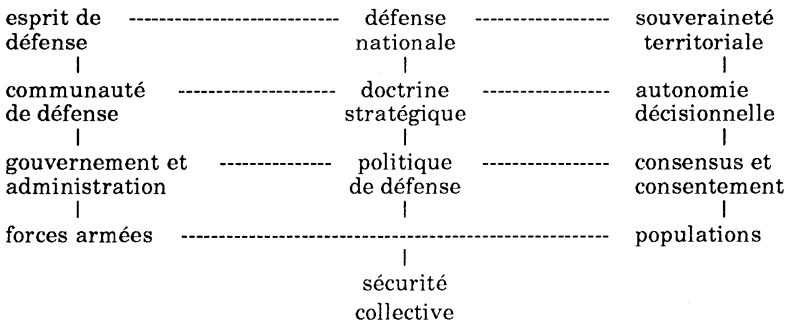 esprit de défense souveraineté
défense nationale territoriale
communauté doctrine autonomie
de défense stratégique décisionnelle
gouvernement et politique consensus et
administration de défense consentement
forces armées populations
sécurité
collective